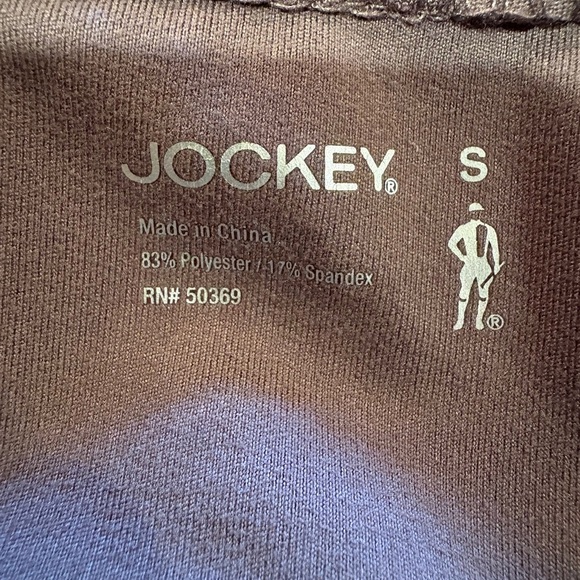 JOCKEY® S
Made in China
83% Polyester / 17% Spandex
RN# 50369
®